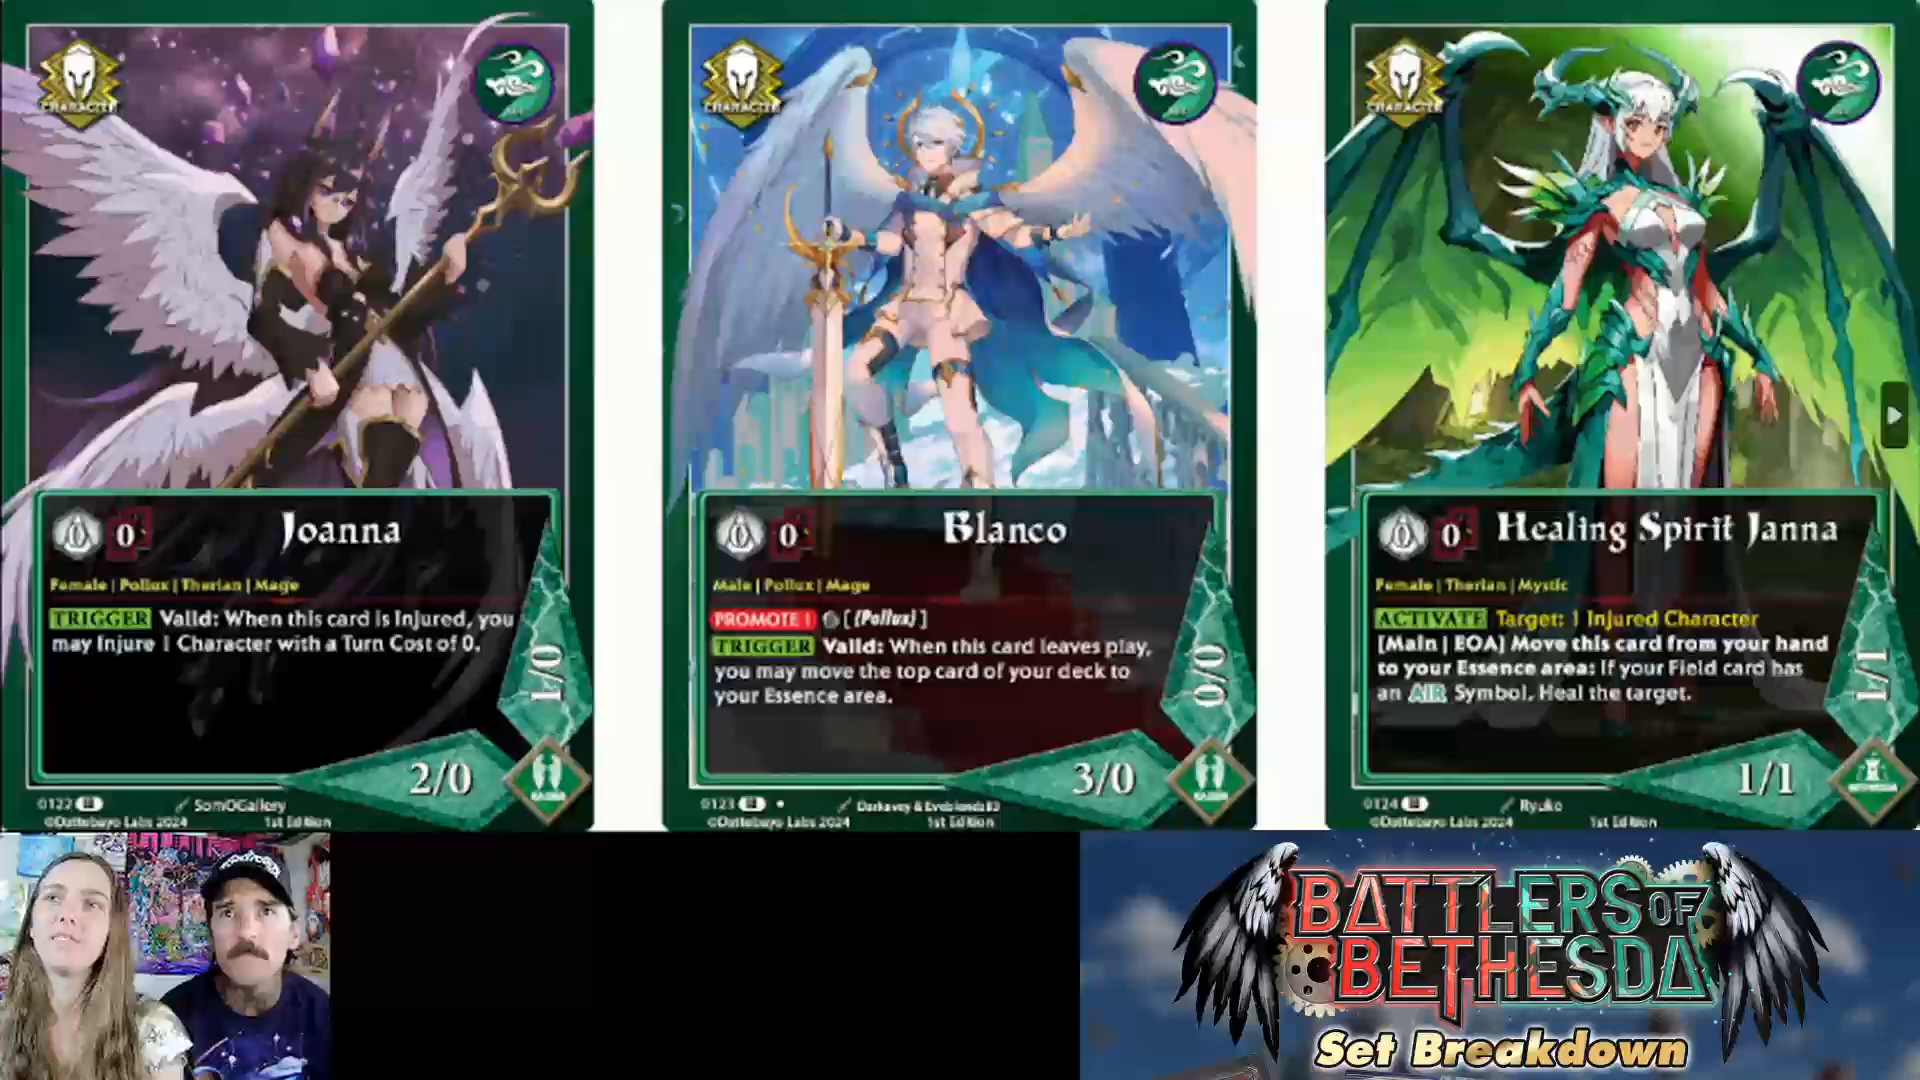 CHARACTER
AIR
0
0
Joanna
Female | Pollux | Therian | Mage
TRIGGER Valid: When this card is Injured, you
may Injure 1 Character with a Turn Cost of 0.
1/0
2/0
0122
SomOGallery
©Dattebayo Labs 2024
1st Edition
CHARACTER
AIR
0
0
Blanco
Male | Pollux | Mage
PROMOTE 1 [ {Pollux} ]
TRIGGER Valid: When this card leaves play,
you may move the top card of your deck to
your Essence area.
0/0
3/0
0123
©Dattebayo Labs 2024
1st Edition
CHARACTER
0
0
Healing Spirit Janna
Female | Therian | Mystic
ACTIVATE Target: 1 Injured Character
[Main | EOA] Move this card from your hand
to your Essence area: If your Field card has
an AIR Symbol, Heal the target.
1/1
1/1
0124
Ryuko
©Dattebayo Labs 2024
1st Edition
BATTLERS OF
BETHESDA
Set Breakdown